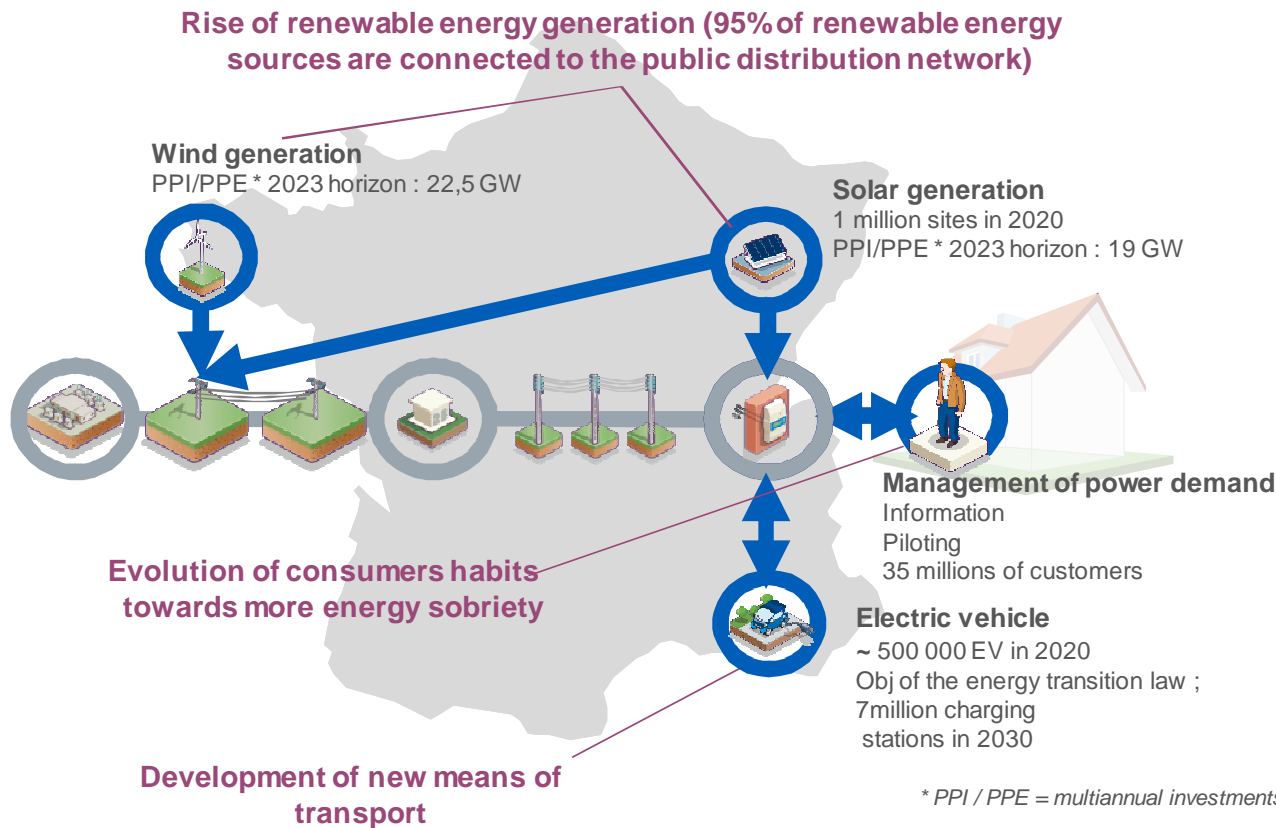 Rise of renewable energy generation (95% of renewable energy
sources are connected to the public distribution network)
Wind generation
PPI/PPE * 2023 horizon : 22,5 GW
Solar generation
1 million sites in 2020
PPI/PPE * 2023 horizon : 19 GW
Management of power demand
Information
Piloting
35 millions of customers
Evolution of consumers habits
towards more energy sobriety
Electric vehicle
~ 500 000 EV in 2020
Obj of the energy transition law ;
7million charging
stations in 2030
Development of new means of
transport
* PPI / PPE = multiannual investments